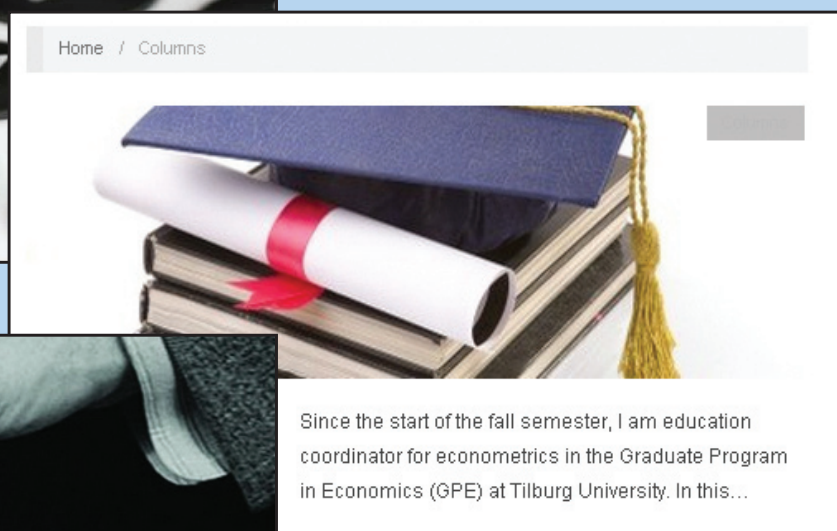 Home / Columns
Since the start of the fall semester, I am education
coordinator for econometrics in the Graduate Program
in Economics (GPE) at Tilburg University. In this…